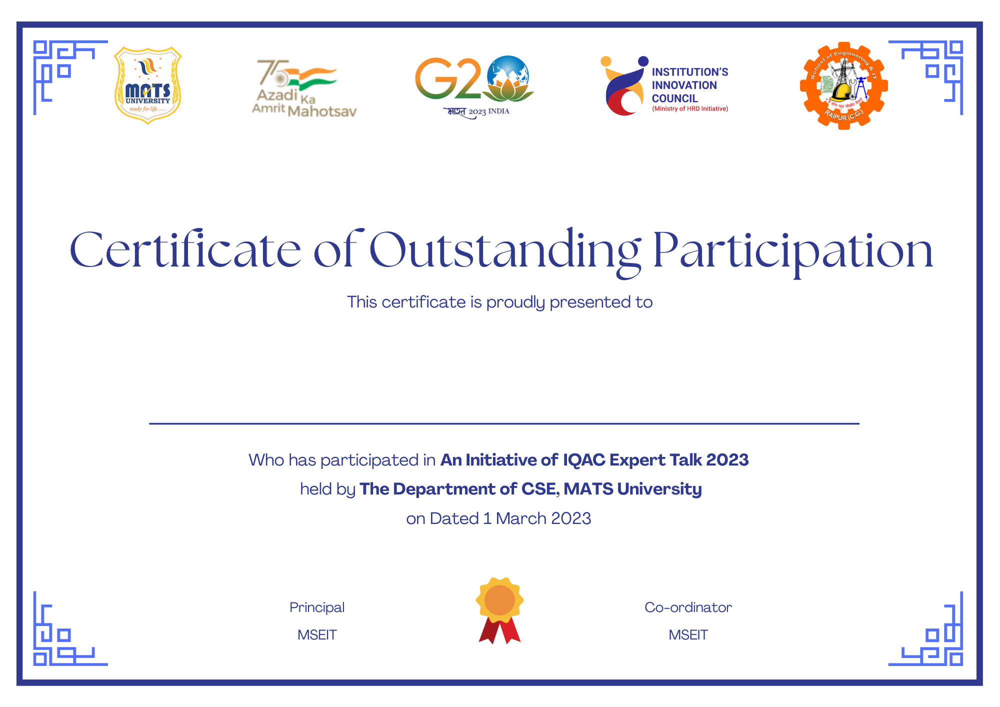 MATS
UNIVERSITY
ready for life.......
75
Azadi Ka
Amrit Mahotsav
G20
भारत 2023 INDIA
INSTITUTION'S
INNOVATION
COUNCIL
(Ministry of HRD Initiative)
School of Engineering & IT
RAIPUR (C.G.)
Certificate of Outstanding Participation
This certificate is proudly presented to
Who has participated in An Initiative of IQAC Expert Talk 2023
held by The Department of CSE, MATS University
on Dated 1 March 2023
Principal
MSEIT
Co-ordinator
MSEIT